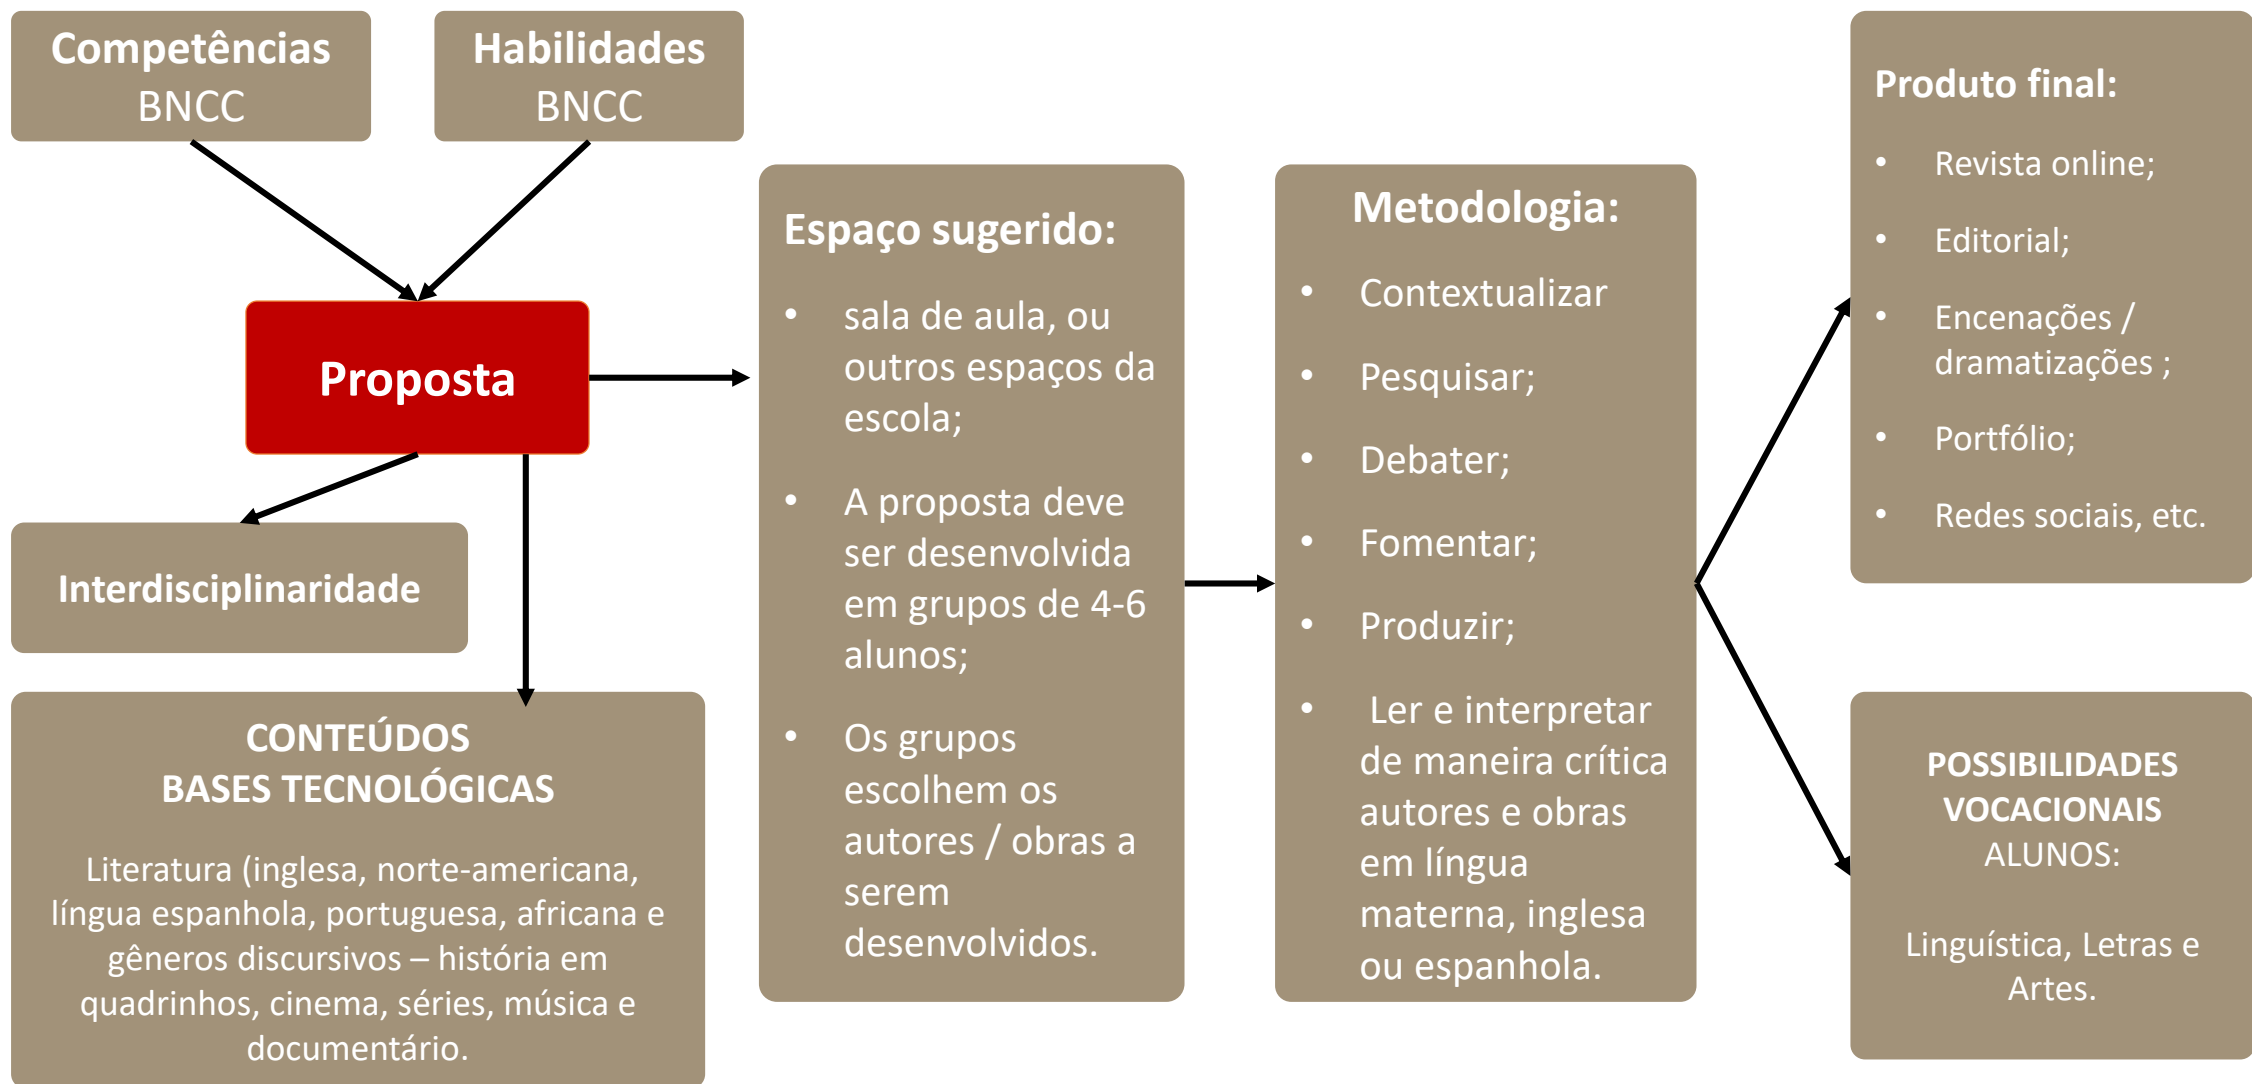 Competências
BNCC
Habilidades
BNCC
Proposta
Interdisciplinaridade
CONTEÚDOS
BASES TECNOLÓGICAS
Literatura (inglesa, norte-americana,
língua espanhola, portuguesa, africana e
gêneros discursivos – história em
quadrinhos, cinema, séries, música e
documentário.
Espaço sugerido:
• sala de aula, ou
outros espaços da
escola;
• A proposta deve
ser desenvolvida
em grupos de 4-6
alunos;
• Os grupos
escolhem os
autores / obras a
serem
desenvolvidos.
Metodologia:
• Contextualizar
• Pesquisar;
• Debater;
• Fomentar;
• Produzir;
• Ler e interpretar
de maneira crítica
autores e obras
em língua
materna, inglesa
ou espanhola.
Produto final:
• Revista online;
• Editorial;
• Encenações /
dramatizações ;
• Portfólio;
• Redes sociais, etc.
POSSIBILIDADES
VOCACIONAIS
ALUNOS:
Linguística, Letras e
Artes.